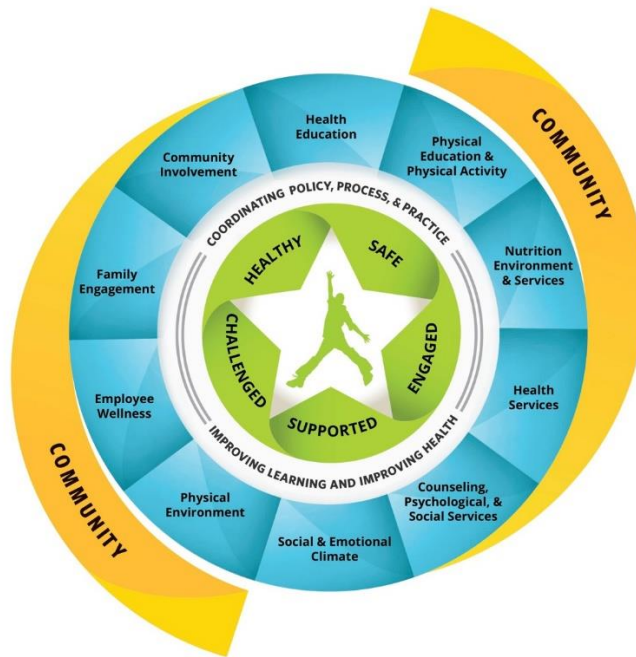 COMMUNITY
Health
Education
Physical
Education &
Physical Activity
Nutrition
Environment
& Services
Health
Services
Counseling,
Psychological, &
Social Services
Social & Emotional
Climate
Physical
Environment
Employee
Wellness
Family
Engagement
Community
Involvement
COORDINATING POLICY, PROCESS, & PRACTICE
IMPROVING LEARNING AND IMPROVING HEALTH
HEALTHY
SAFE
ENGAGED
SUPPORTED
CHALLENGED
COMMUNITY